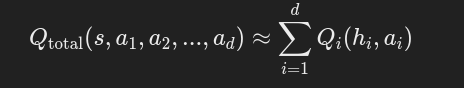 Q_total(s, a_1, a_2, ..., a_d) ≈ ∑_{i=1}^{d} Q_i(h_i, a_i)